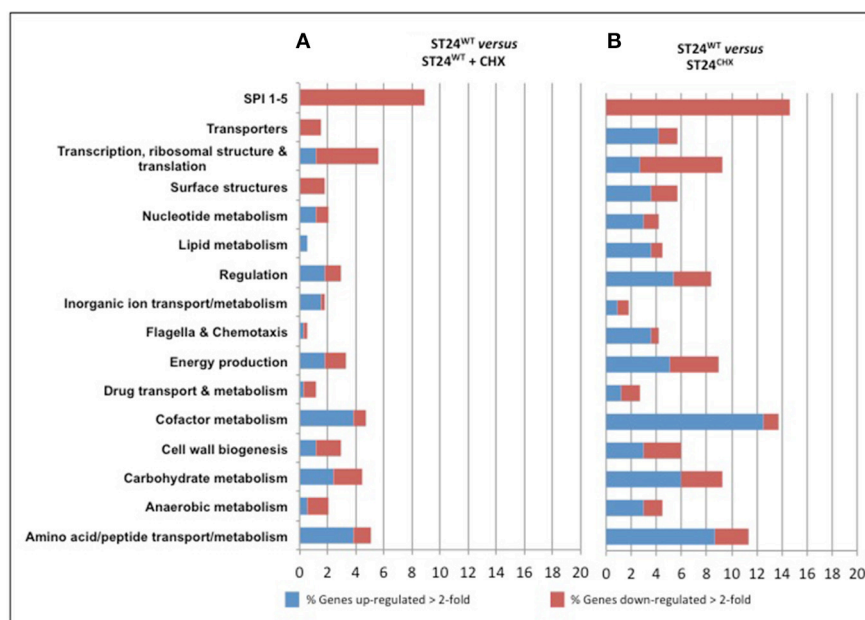 A
ST24WT versus
ST24WT + CHX
B
ST24WT versus
ST24CHX
SPI 1-5
Transporters
Transcription, ribosomal structure &
translation
Surface structures
Nucleotide metabolism
Lipid metabolism
Regulation
Inorganic ion transport/metabolism
Flagella & Chemotaxis
Energy production
Drug transport & metabolism
Cofactor metabolism
Cell wall biogenesis
Carbohydrate metabolism
Anaerobic metabolism
Amino acid/peptide transport/metabolism
0 2 4 6 8 10 12 14 16 18 20
0 2 4 6 8 10 12 14 16 18 20
% Genes up-regulated > 2-fold
% Genes down-regulated > 2-fold